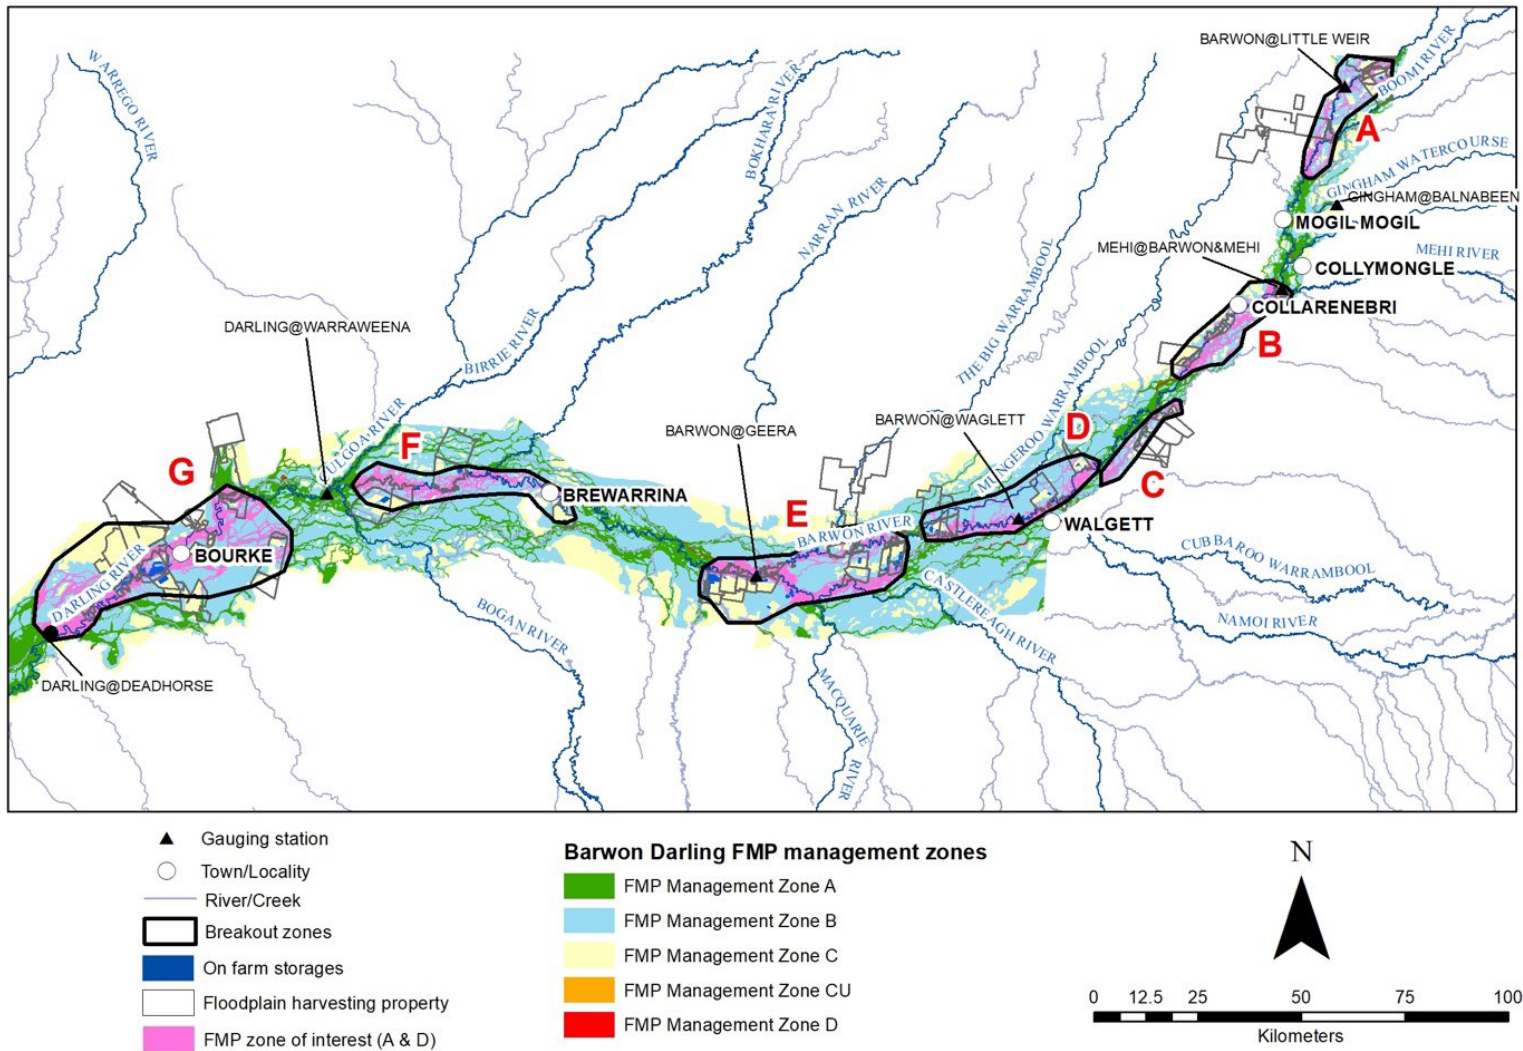 BARWON@LITTLE WEIR
WARREGO RIVER
BOOMI RIVER
BOKHARA RIVER
A
GINGHAM WATERCOURSE
NARRAN RIVER
GINGHAM@BALNABEEN
MOGIL MOGIL
MEHI@BARWON&MEHI
MEHI RIVER
COLLYMONGLE
THE BIG WARRAMBOOL
COLLARENEBRI
DARLING@WARRAWEENA
BIRRIE RIVER
B
MUNGEROO WARRAMBOOL
BARWON@WAGLETT
BARWON@GEERA
CULGOA RIVER
F
D
G
C
BREWARRINA
E
BARWON RIVER
WALGETT
BOURKE
CUBBAROO WARRAMBOOL
DARLING RIVER
CASTLEREAGH RIVER
BOGAN RIVER
NAMOI RIVER
DARLING@DEADHORSE
MACQUARIE RIVER
Gauging station
Town/Locality
River/Creek
Breakout zones
On farm storages
Floodplain harvesting property
FMP zone of interest (A & D)
Barwon Darling FMP management zones
FMP Management Zone A
FMP Management Zone B
FMP Management Zone C
FMP Management Zone CU
FMP Management Zone D
N
0 12.5 25 50 75 100
Kilometers